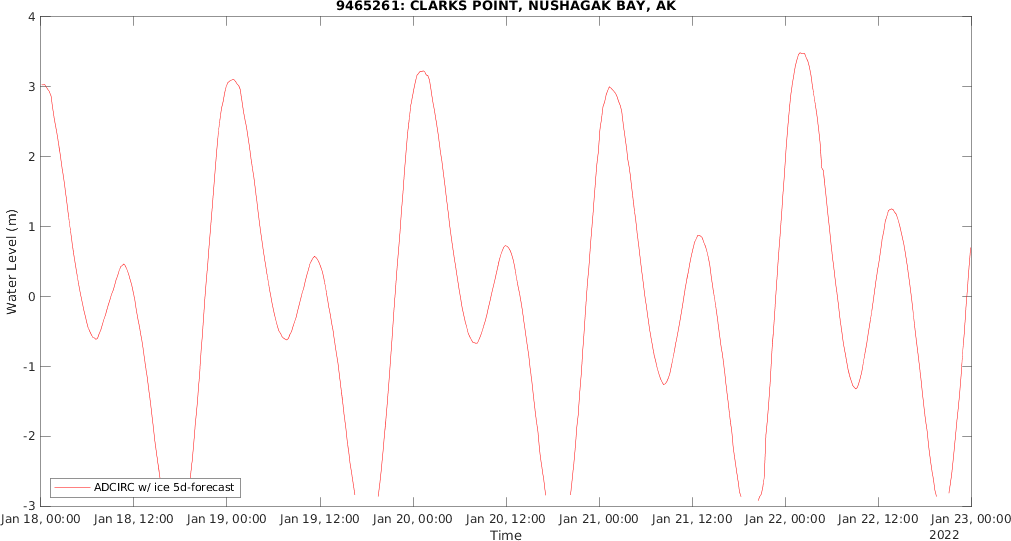 9465261: CLARKS POINT, NUSHAGAK BAY, AK
4
3
2
1
0
-1
-2
-3
Water Level (m)
ADCIRC w/ ice 5d-forecast
Jan 18, 00:00 Jan 18, 12:00 Jan 19, 00:00 Jan 19, 12:00 Jan 20, 00:00 Jan 20, 12:00 Jan 21, 00:00 Jan 21, 12:00 Jan 22, 00:00 Jan 22, 12:00 Jan 23, 00:00
Time
2022